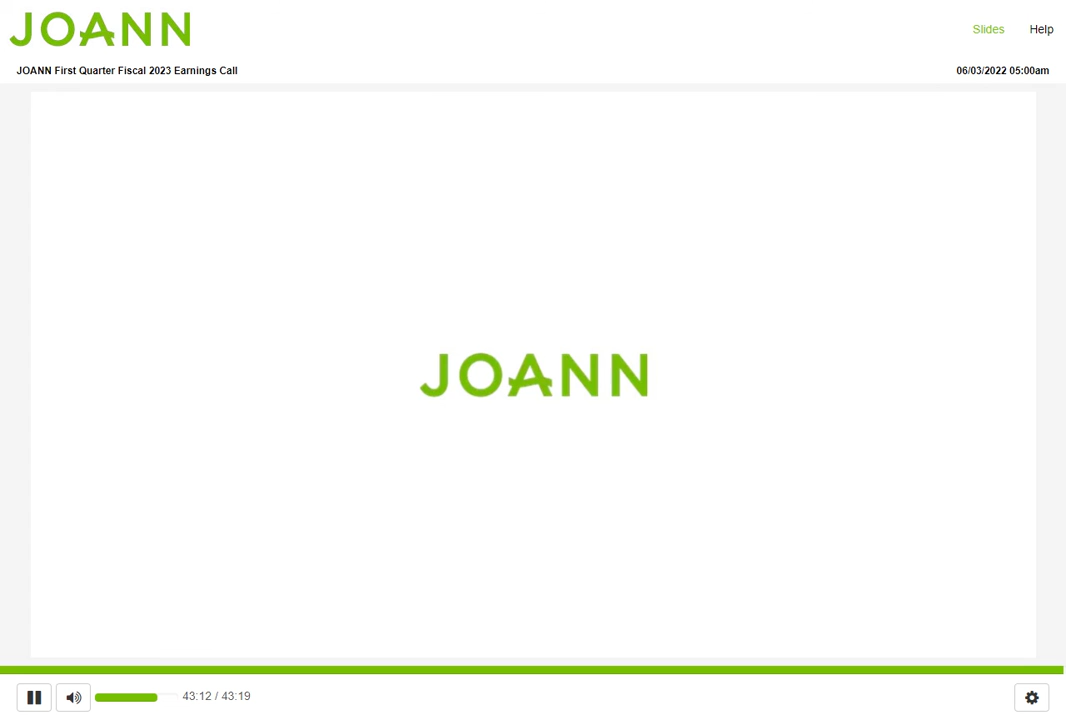 JOANN
Slides Help
JOANN First Quarter Fiscal 2023 Earnings Call
06/03/2022 05:00am
JOANN
43:12 / 43:19